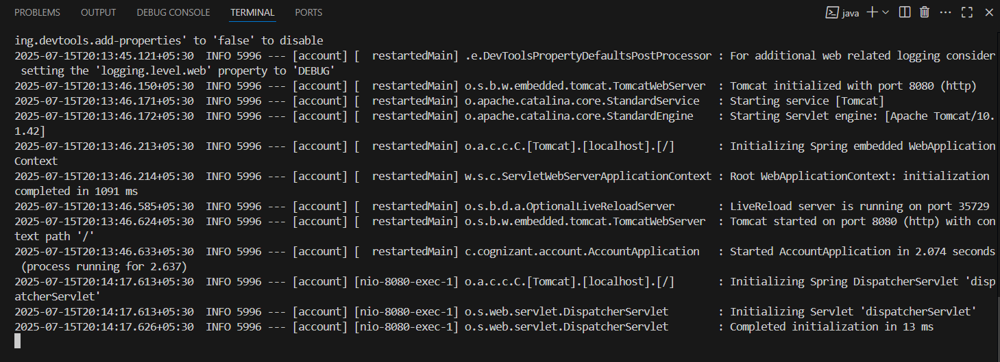 PROBLEMS OUTPUT DEBUG CONSOLE TERMINAL PORTS java
ing.devtools.add-properties' to 'false' to disable
2025-07-15T20:13:45.121+05:30  INFO 5996 --- [account] [  restartedMain] .e.DevToolsPropertyDefaultsPostProcessor : For additional web related logging consider
 setting the 'logging.level.web' property to 'DEBUG'
2025-07-15T20:13:46.150+05:30  INFO 5996 --- [account] [  restartedMain] o.s.b.w.embedded.tomcat.TomcatWebServer  : Tomcat initialized with port 8080 (http)
2025-07-15T20:13:46.171+05:30  INFO 5996 --- [account] [  restartedMain] o.apache.catalina.core.StandardService   : Starting service [Tomcat]
2025-07-15T20:13:46.172+05:30  INFO 5996 --- [account] [  restartedMain] o.apache.catalina.core.StandardEngine    : Starting Servlet engine: [Apache Tomcat/10.
1.42]
2025-07-15T20:13:46.213+05:30  INFO 5996 --- [account] [  restartedMain] o.a.c.c.C.[Tomcat].[localhost].[/]       : Initializing Spring embedded WebApplication
Context
2025-07-15T20:13:46.214+05:30  INFO 5996 --- [account] [  restartedMain] w.s.c.ServletWebServerApplicationContext : Root WebApplicationContext: initialization
completed in 1091 ms
2025-07-15T20:13:46.585+05:30  INFO 5996 --- [account] [  restartedMain] o.s.b.d.a.OptionalLiveReloadServer       : LiveReload server is running on port 35729
2025-07-15T20:13:46.624+05:30  INFO 5996 --- [account] [  restartedMain] o.s.b.w.embedded.tomcat.TomcatWebServer  : Tomcat started on port 8080 (http) with con
text path '/'
2025-07-15T20:13:46.633+05:30  INFO 5996 --- [account] [  restartedMain] c.cognizant.account.AccountApplication   : Started AccountApplication in 2.074 seconds
 (process running for 2.637)
2025-07-15T20:14:17.613+05:30  INFO 5996 --- [account] [nio-8080-exec-1] o.a.c.c.C.[Tomcat].[localhost].[/]       : Initializing Spring DispatcherServlet 'disp
atcherServlet'
2025-07-15T20:14:17.613+05:30  INFO 5996 --- [account] [nio-8080-exec-1] o.s.web.servlet.DispatcherServlet        : Initializing Servlet 'dispatcherServlet'
2025-07-15T20:14:17.626+05:30  INFO 5996 --- [account] [nio-8080-exec-1] o.s.web.servlet.DispatcherServlet        : Completed initialization in 13 ms